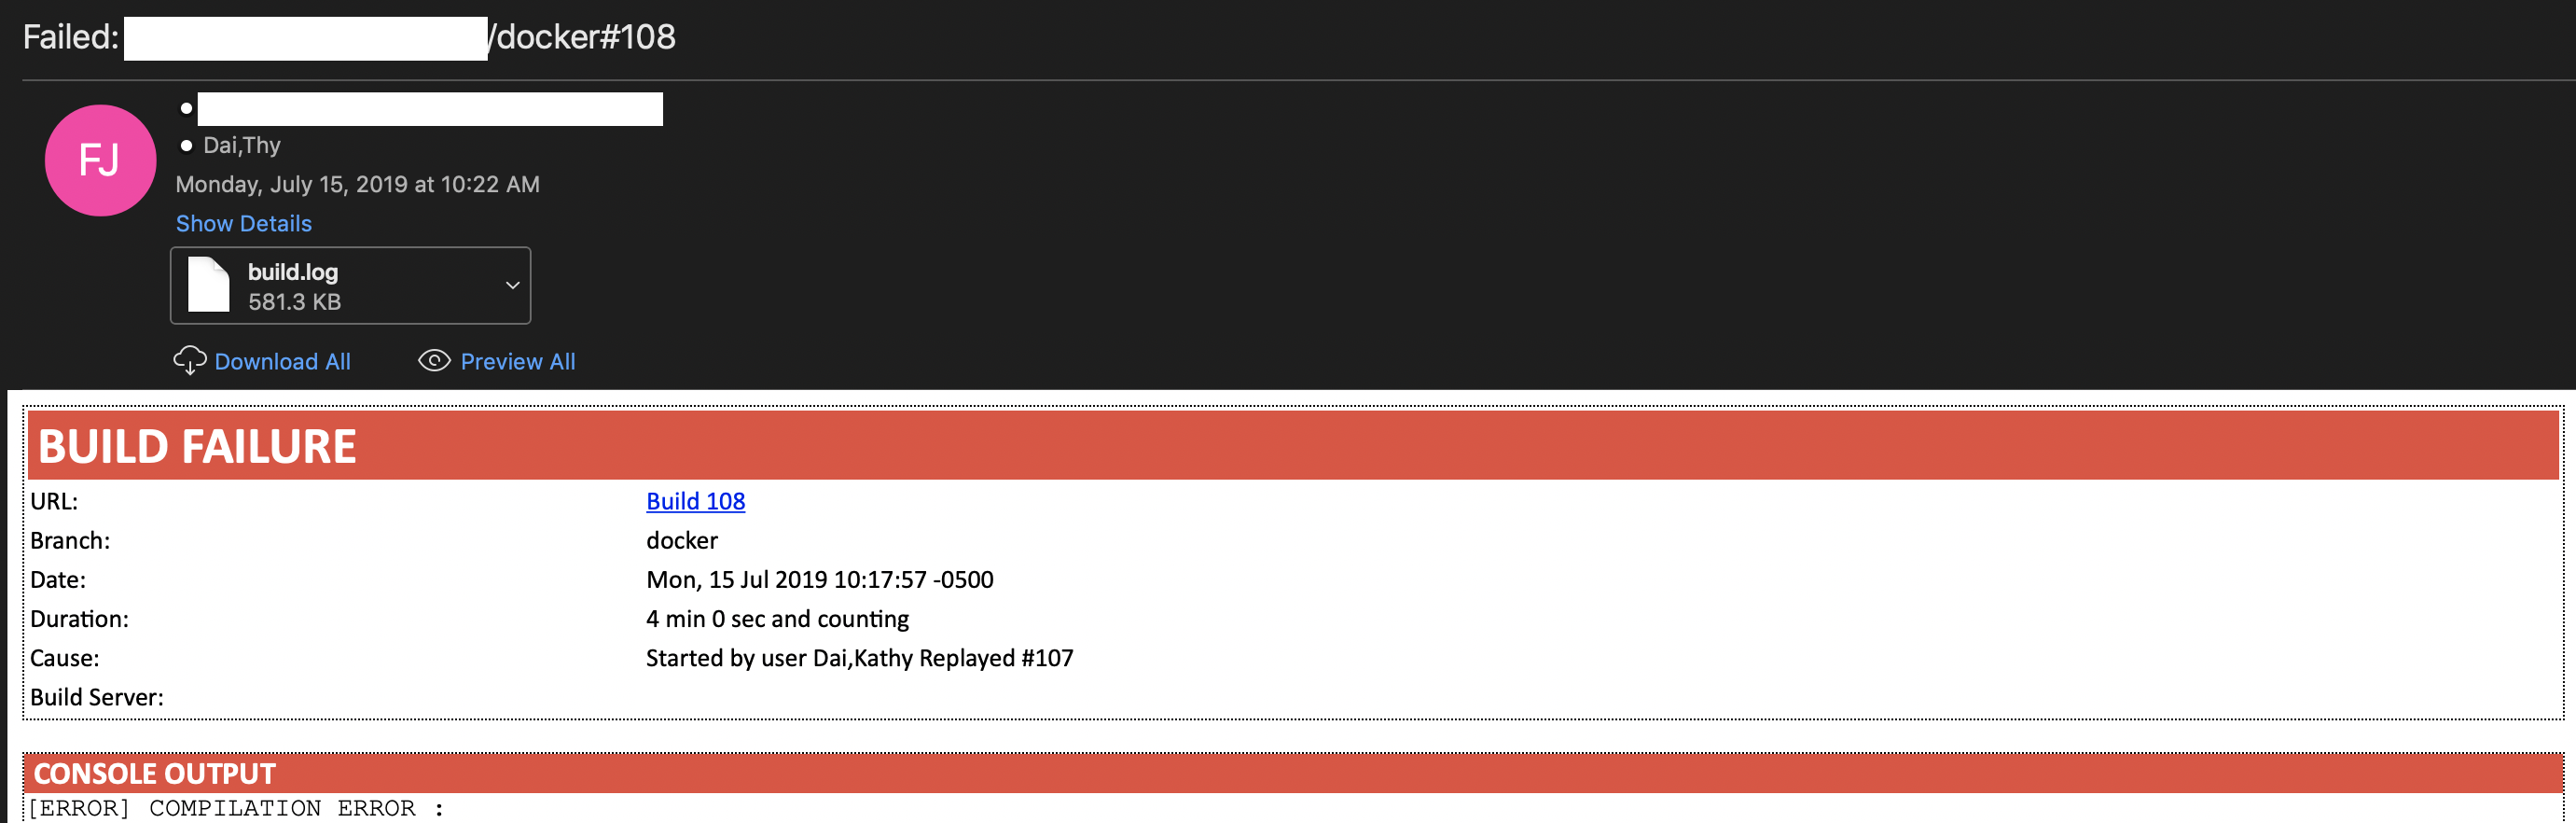 Failed: /docker#108
FJ
Dai,Thy
Monday, July 15, 2019 at 10:22 AM
Show Details
build.log
581.3 KB
Download All Preview All
BUILD FAILURE
URL: Build 108
Branch: docker
Date: Mon, 15 Jul 2019 10:17:57 -0500
Duration: 4 min 0 sec and counting
Cause: Started by user Dai,Kathy Replayed #107
Build Server:
CONSOLE OUTPUT
[ERROR] COMPILATION ERROR :